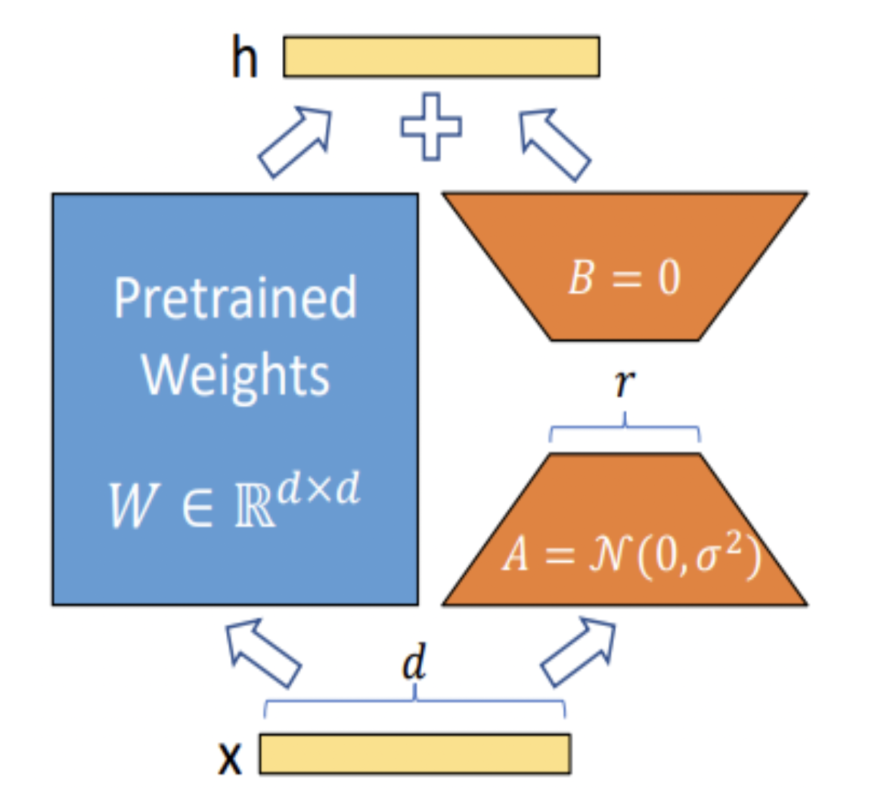 h
Pretrained
Weights
W ∈ ℝ^{d×d}
B = 0
r
A = 𝒩(0, σ²)
d
x